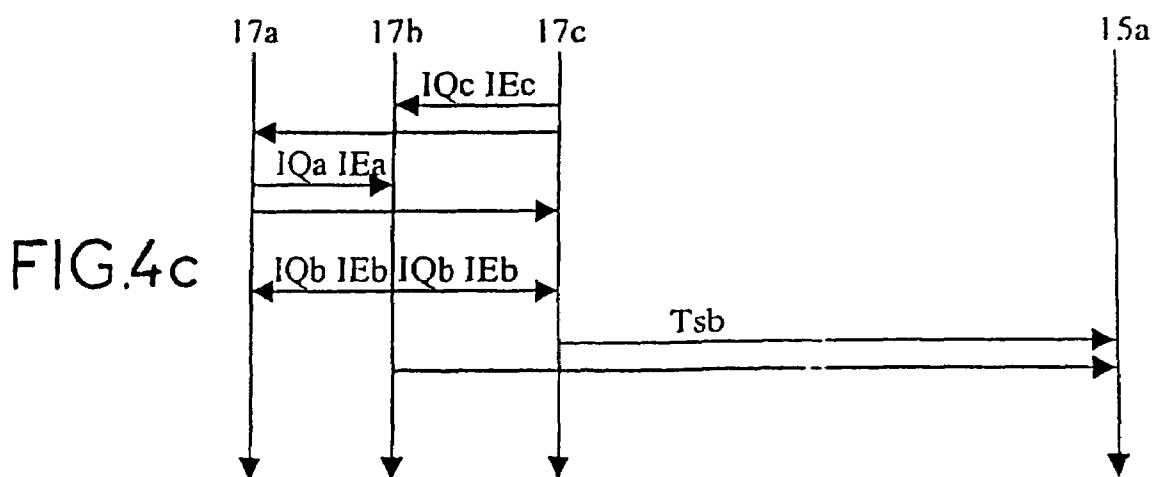 17a 17b 17c 15a
IQc IEc
IQa IEa
FIG.4c
IQb IEb IQb IEb
Tsb